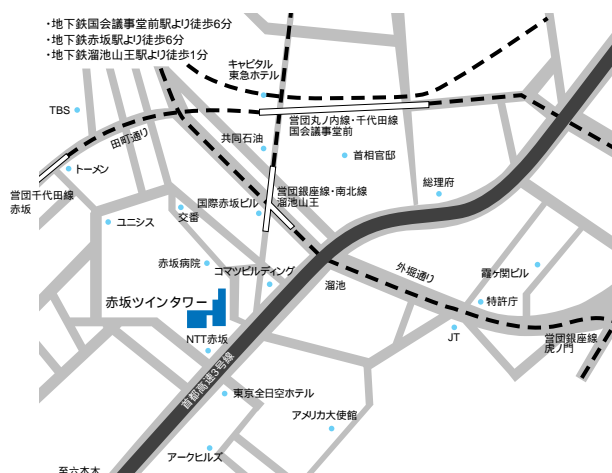 ・地下鉄国会議事堂前駅より徒歩6分
・地下鉄赤坂駅より徒歩6分
・地下鉄溜池山王駅より徒歩1分
キャピタル
東急ホテル
TBS
田町通り
営団丸ノ内線・千代田線
国会議事堂前
共同石油
首相官邸
トーメン
営団千代田線
赤坂
総理府
営団銀座線・南北線
溜池山王
国際赤坂ビル
交番
ユニシス
赤坂病院
コマツビルディング
外堀通り
霞ヶ関ビル
溜池
赤坂ツインタワー
特許庁
NTT赤坂
JT
営団銀座線
虎ノ門
首都高速3号線
東京全日空ホテル
アメリカ大使館
アークヒルズ
至六本木